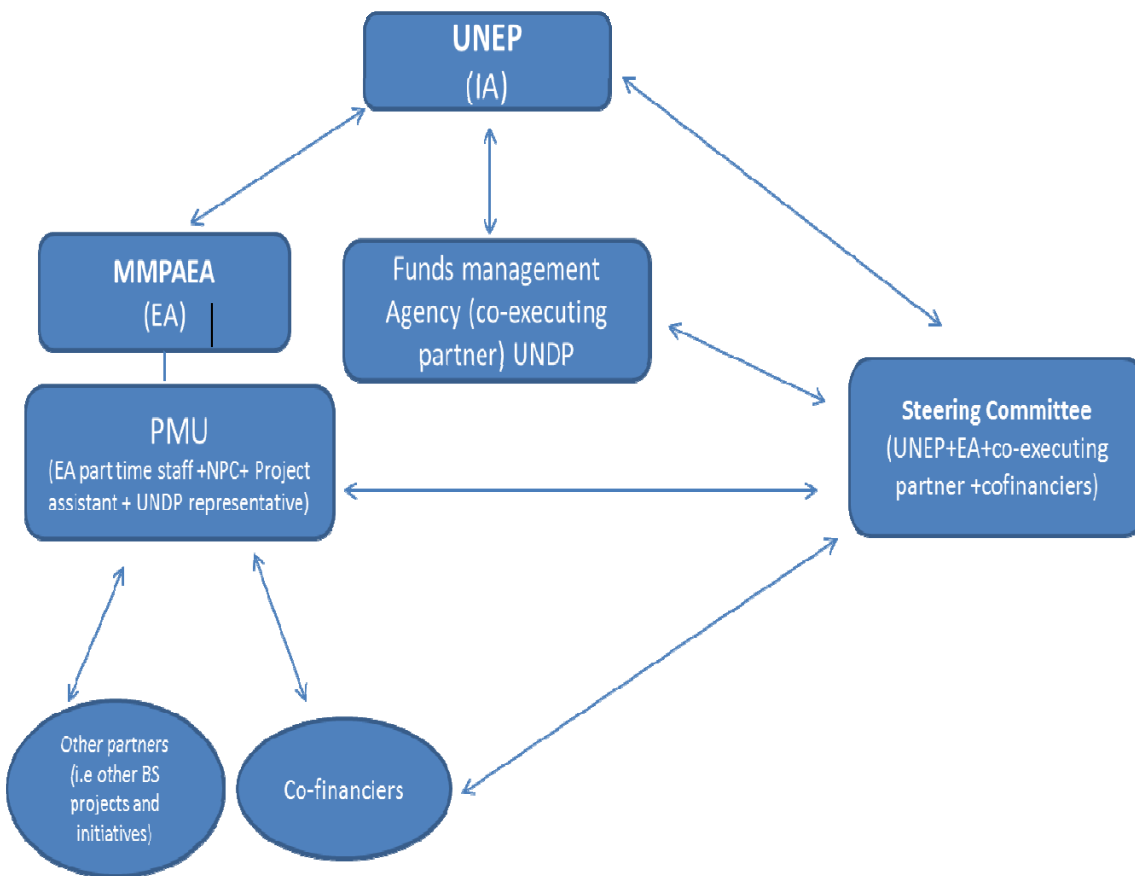 UNEP
(IA)
MMPAEA
(EA)
Funds management
Agency (co-executing
partner) UNDP
Steering Committee
(UNEP+EA+co-executing
partner +cofinanciers)
PMU
(EA part time staff +NPC+ Project
assistant + UNDP representative)
Other partners
(i.e other BS
projects and
initiatives)
Co-financiers